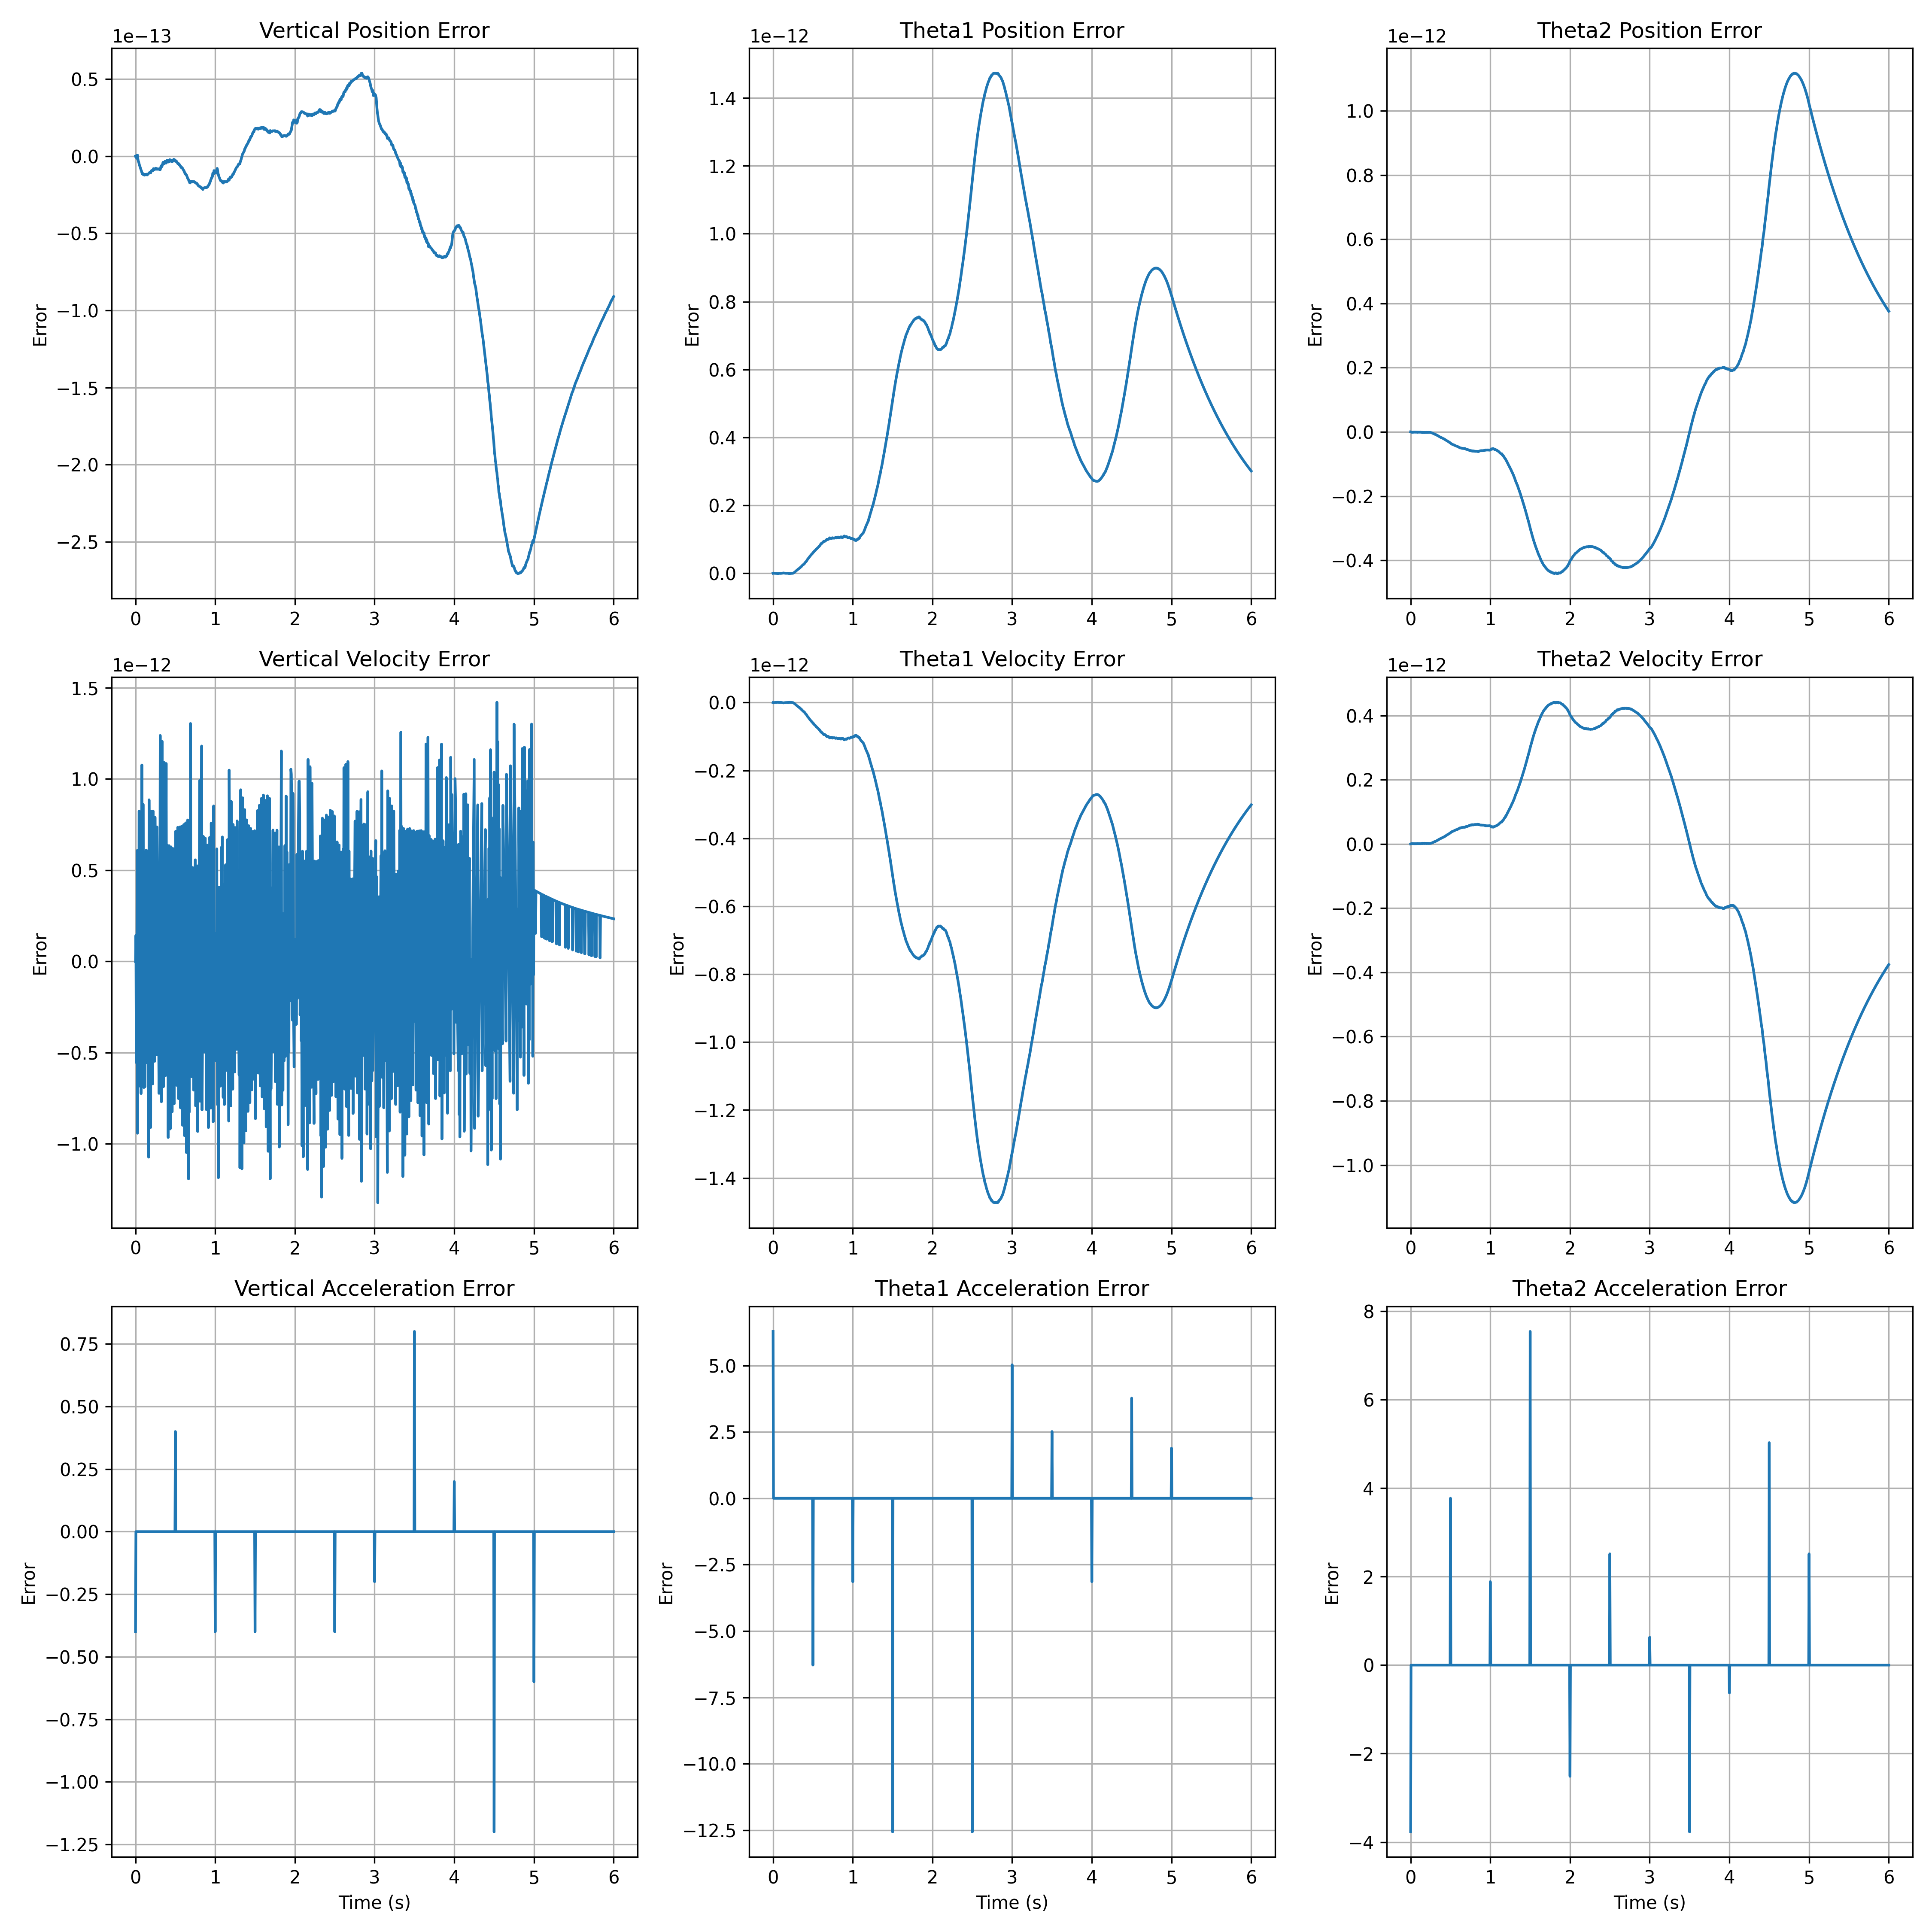 Vertical Position Error
1e−13
0.5
0.0
−0.5
−1.0
−1.5
−2.0
−2.5
Error
0 1 2 3 4 5 6
Theta1 Position Error
1e−12
1.4
1.2
1.0
0.8
0.6
0.4
0.2
0.0
Error
0 1 2 3 4 5 6
Theta2 Position Error
1e−12
1.0
0.8
0.6
0.4
0.2
0.0
−0.2
−0.4
Error
0 1 2 3 4 5 6
Vertical Velocity Error
1e−12
1.5
1.0
0.5
0.0
−0.5
−1.0
Error
0 1 2 3 4 5 6
Theta1 Velocity Error
1e−12
0.0
−0.2
−0.4
−0.6
−0.8
−1.0
−1.2
−1.4
Error
0 1 2 3 4 5 6
Theta2 Velocity Error
1e−12
0.4
0.2
0.0
−0.2
−0.4
−0.6
−0.8
−1.0
Error
0 1 2 3 4 5 6
Vertical Acceleration Error
0.75
0.50
0.25
0.00
−0.25
−0.50
−0.75
−1.00
−1.25
Error
0 1 2 3 4 5 6
Time (s)
Theta1 Acceleration Error
5.0
2.5
0.0
−2.5
−5.0
−7.5
−10.0
−12.5
Error
0 1 2 3 4 5 6
Time (s)
Theta2 Acceleration Error
8
6
4
2
0
−2
−4
Error
0 1 2 3 4 5 6
Time (s)